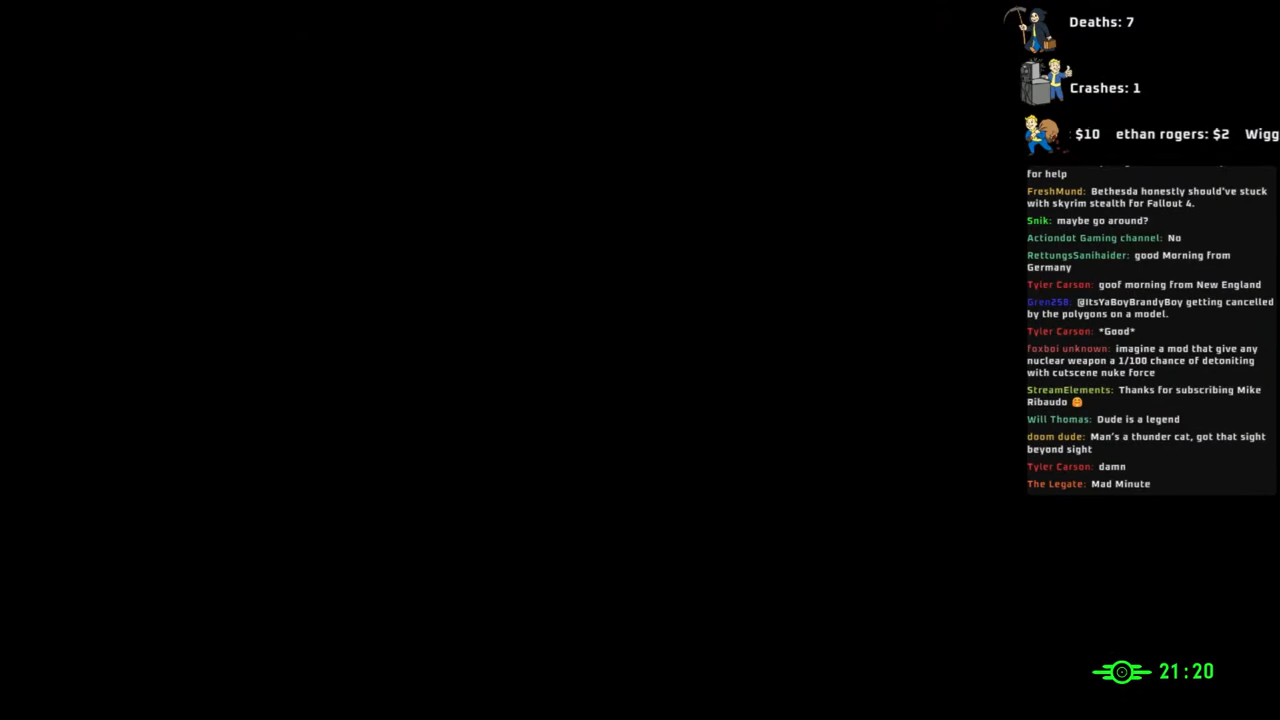 Deaths: 7
Crashes: 1
: $10 ethan rogers: $2 Wigg
for help
FreshMund: Bethesda honestly should've stuck
with skyrim stealth for Fallout 4.
Snik: maybe go around?
Actiondot Gaming channel: No
RettungsSanihaider: good Morning from
Germany
Tyler Carson: goof morning from New England
Gren258: @ItsYaBoyBrandyBoy getting cancelled
by the polygons on a model.
Tyler Carson: *Good*
foxboi unknown: imagine a mod that give any
nuclear weapon a 1/100 chance of detoniting
with cutscene nuke force
StreamElements: Thanks for subscribing Mike
Ribaudo 🤗
Will Thomas: Dude is a legend
doom dude: Man's a thunder cat, got that sight
beyond sight
Tyler Carson: damn
The Legate: Mad Minute
21:20